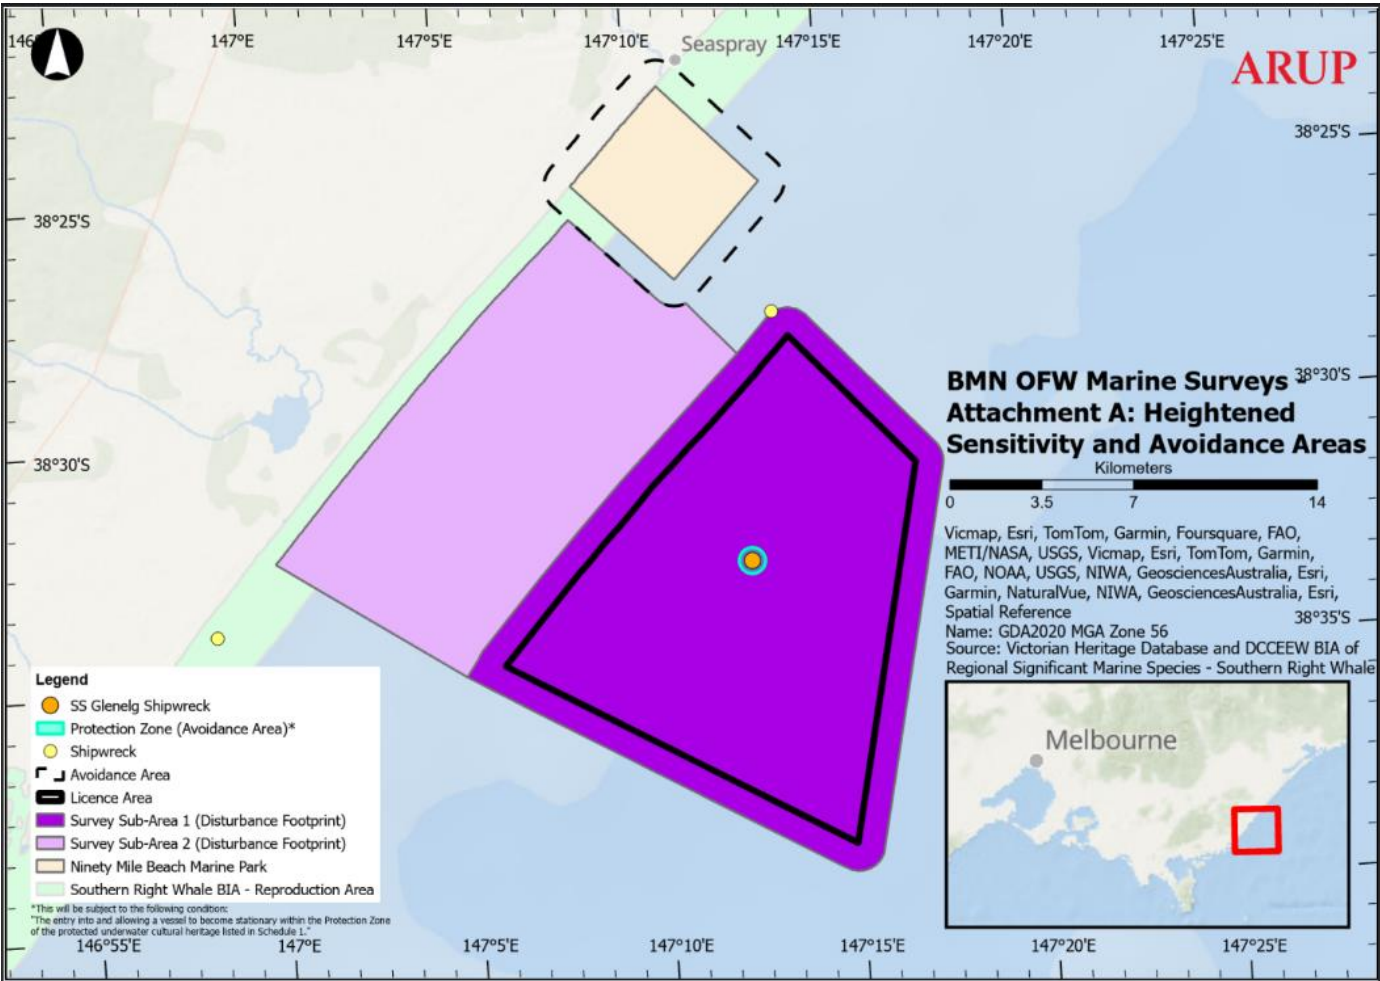 146
147°E
147°5'E
147°10'E
147°15'E
147°20'E
147°25'E
Seaspray
ARUP
38°25'S
38°25'S
38°30'S
BMN OFW Marine Surveys -
Attachment A: Heightened
Sensitivity and Avoidance Areas
38°30'S
Kilometers
0
3.5
7
14
Vicmap, Esri, TomTom, Garmin, Foursquare, FAO,
METI/NASA, USGS, Vicmap, Esri, TomTom, Garmin,
FAO, NOAA, USGS, NIWA, GeosciencesAustralia, Esri,
Garmin, NaturalVue, NIWA, GeosciencesAustralia, Esri,
Spatial Reference
38°35'S
Name: GDA2020 MGA Zone 56
Source: Victorian Heritage Database and DCCEEW BIA of
Regional Significant Marine Species - Southern Right Whale
Legend
SS Glenelg Shipwreck
Protection Zone (Avoidance Area)*
Shipwreck
Avoidance Area
Licence Area
Survey Sub-Area 1 (Disturbance Footprint)
Survey Sub-Area 2 (Disturbance Footprint)
Ninety Mile Beach Marine Park
Southern Right Whale BIA - Reproduction Area
*This will be subject to the following condition:
"The entry into and allowing a vessel to become stationary within the Protection Zone
of the protected underwater cultural heritage listed in Schedule 1."
Melbourne
146°55'E
147°E
147°5'E
147°10'E
147°15'E
147°20'E
147°25'E